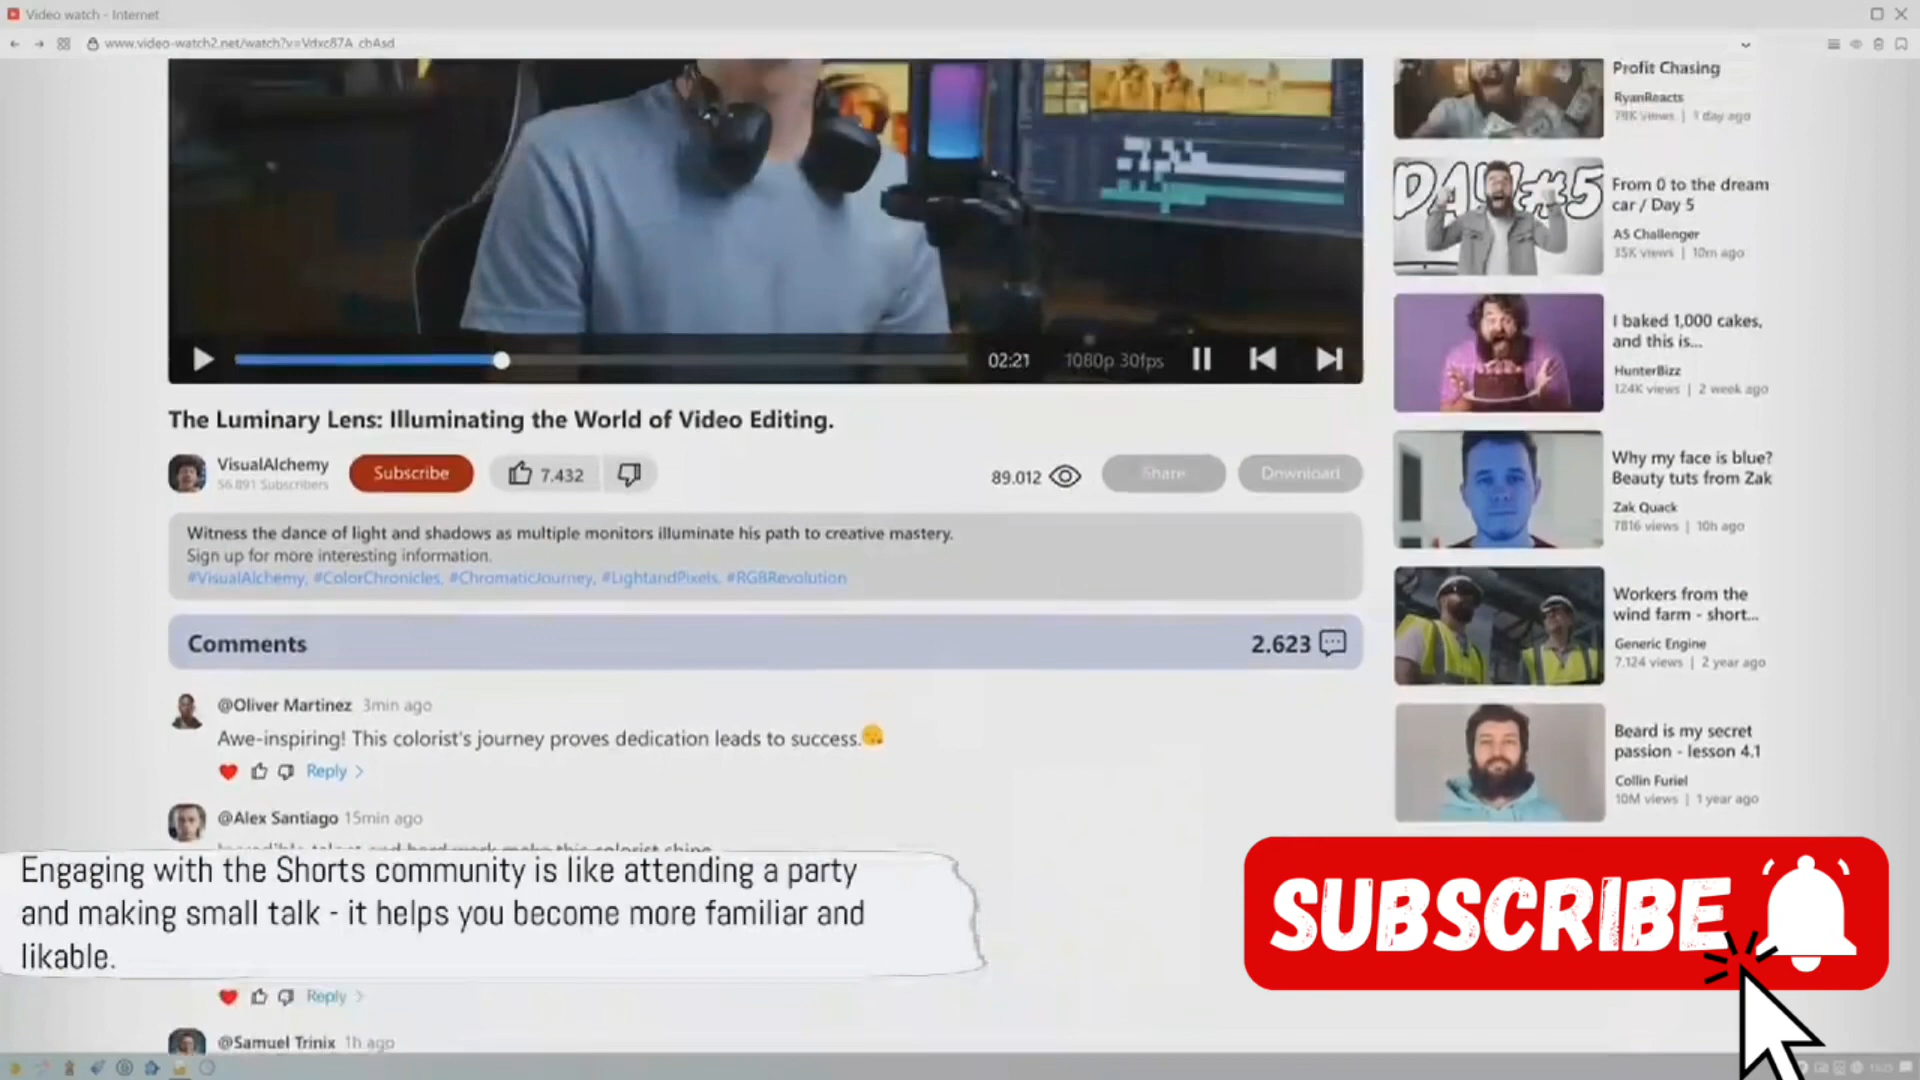 Video watch - Internet
www.video-watch2.net/watch?v=Vdxc87A_chAsd
02:21 1080p 30fps
The Luminary Lens: Illuminating the World of Video Editing.
VisualAlchemy
56.891 Subscribers
Subscribe
7.432
89.012
Share
Download
Witness the dance of light and shadows as multiple monitors illuminate his path to creative mastery.
Sign up for more interesting information.
#VisualAlchemy, #ColorChronicles, #ChromaticJourney, #LightandPixels, #RGBRevolution
Comments
2.623
@Oliver Martinez 3min ago
Awe-inspiring! This colorist's journey proves dedication leads to success.
Reply >
@Alex Santiago 15min ago
Engaging with the Shorts community is like attending a party
and making small talk - it helps you become more familiar and
likable.
Reply >
@Samuel Trinix 1h ago
Profit Chasing
RyanReacts
78K views | 1 day ago
DAY #5
From 0 to the dream
car / Day 5
A5 Challenger
35K views | 10m ago
I baked 1,000 cakes,
and this is...
HunterBizz
124K views | 2 week ago
Why my face is blue?
Beauty tuts from Zak
Zak Quack
7816 views | 10h ago
Workers from the
wind farm - short...
Generic Engine
7.124 views | 2 year ago
Beard is my secret
passion - lesson 4.1
Collin Furiel
10M views | 1 year ago
SUBSCRIBE